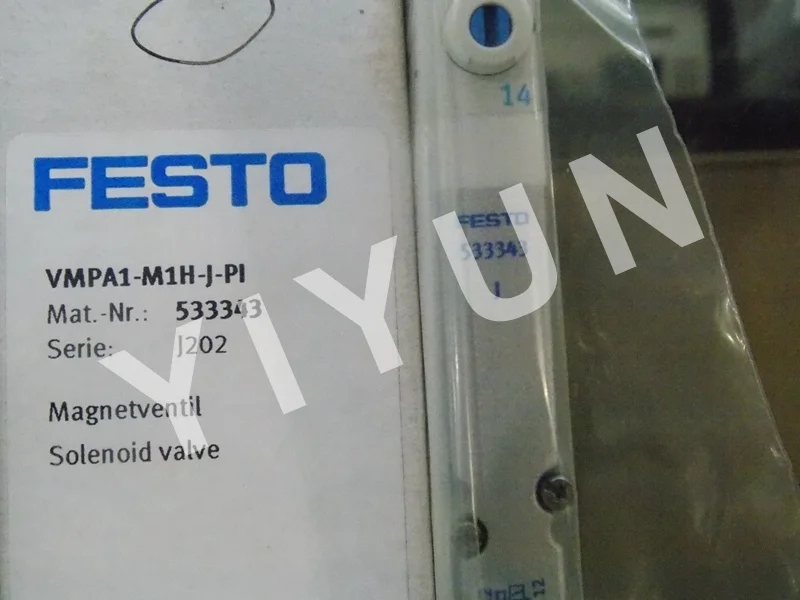 FESTO
VMPA1-M1H-J-PI
Mat.-Nr.: 533343
Serie: J202
Magnetventil
Solenoid valve
14
FESTO
533343
J
12
YIYUN